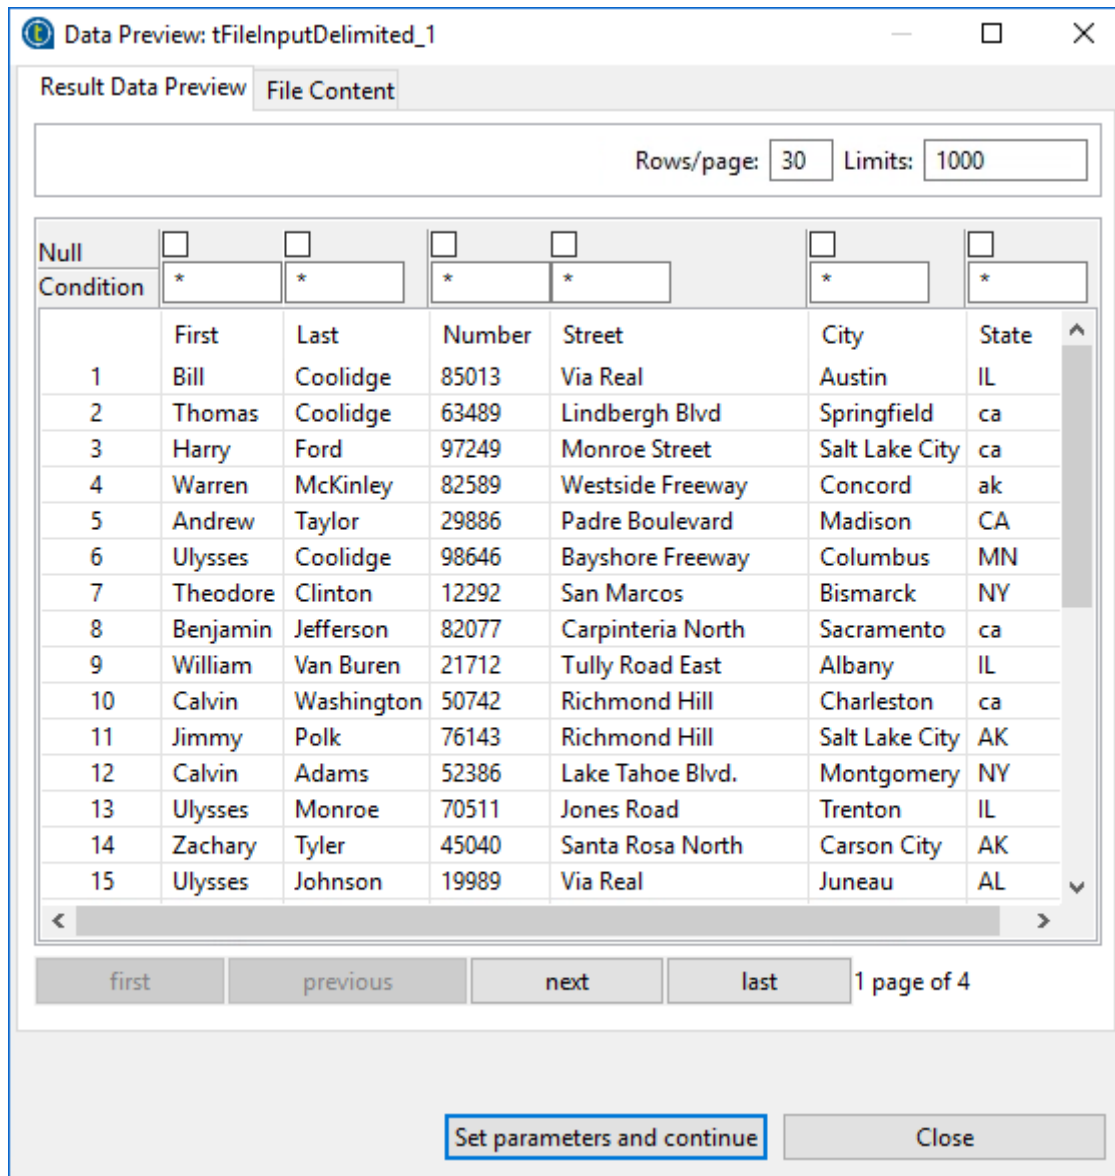 Data Preview: tFileInputDelimited_1
Result Data Preview File Content
Rows/page: 30 Limits: 1000
Null
Condition * * * * * *
First Last Number Street City State
1 Bill Coolidge 85013 Via Real Austin IL
2 Thomas Coolidge 63489 Lindbergh Blvd Springfield ca
3 Harry Ford 97249 Monroe Street Salt Lake City ca
4 Warren McKinley 82589 Westside Freeway Concord ak
5 Andrew Taylor 29886 Padre Boulevard Madison CA
6 Ulysses Coolidge 98646 Bayshore Freeway Columbus MN
7 Theodore Clinton 12292 San Marcos Bismarck NY
8 Benjamin Jefferson 82077 Carpinteria North Sacramento ca
9 William Van Buren 21712 Tully Road East Albany IL
10 Calvin Washington 50742 Richmond Hill Charleston ca
11 Jimmy Polk 76143 Richmond Hill Salt Lake City AK
12 Calvin Adams 52386 Lake Tahoe Blvd. Montgomery NY
13 Ulysses Monroe 70511 Jones Road Trenton IL
14 Zachary Tyler 45040 Santa Rosa North Carson City AK
15 Ulysses Johnson 19989 Via Real Juneau AL
first previous next last 1 page of 4
Set parameters and continue Close